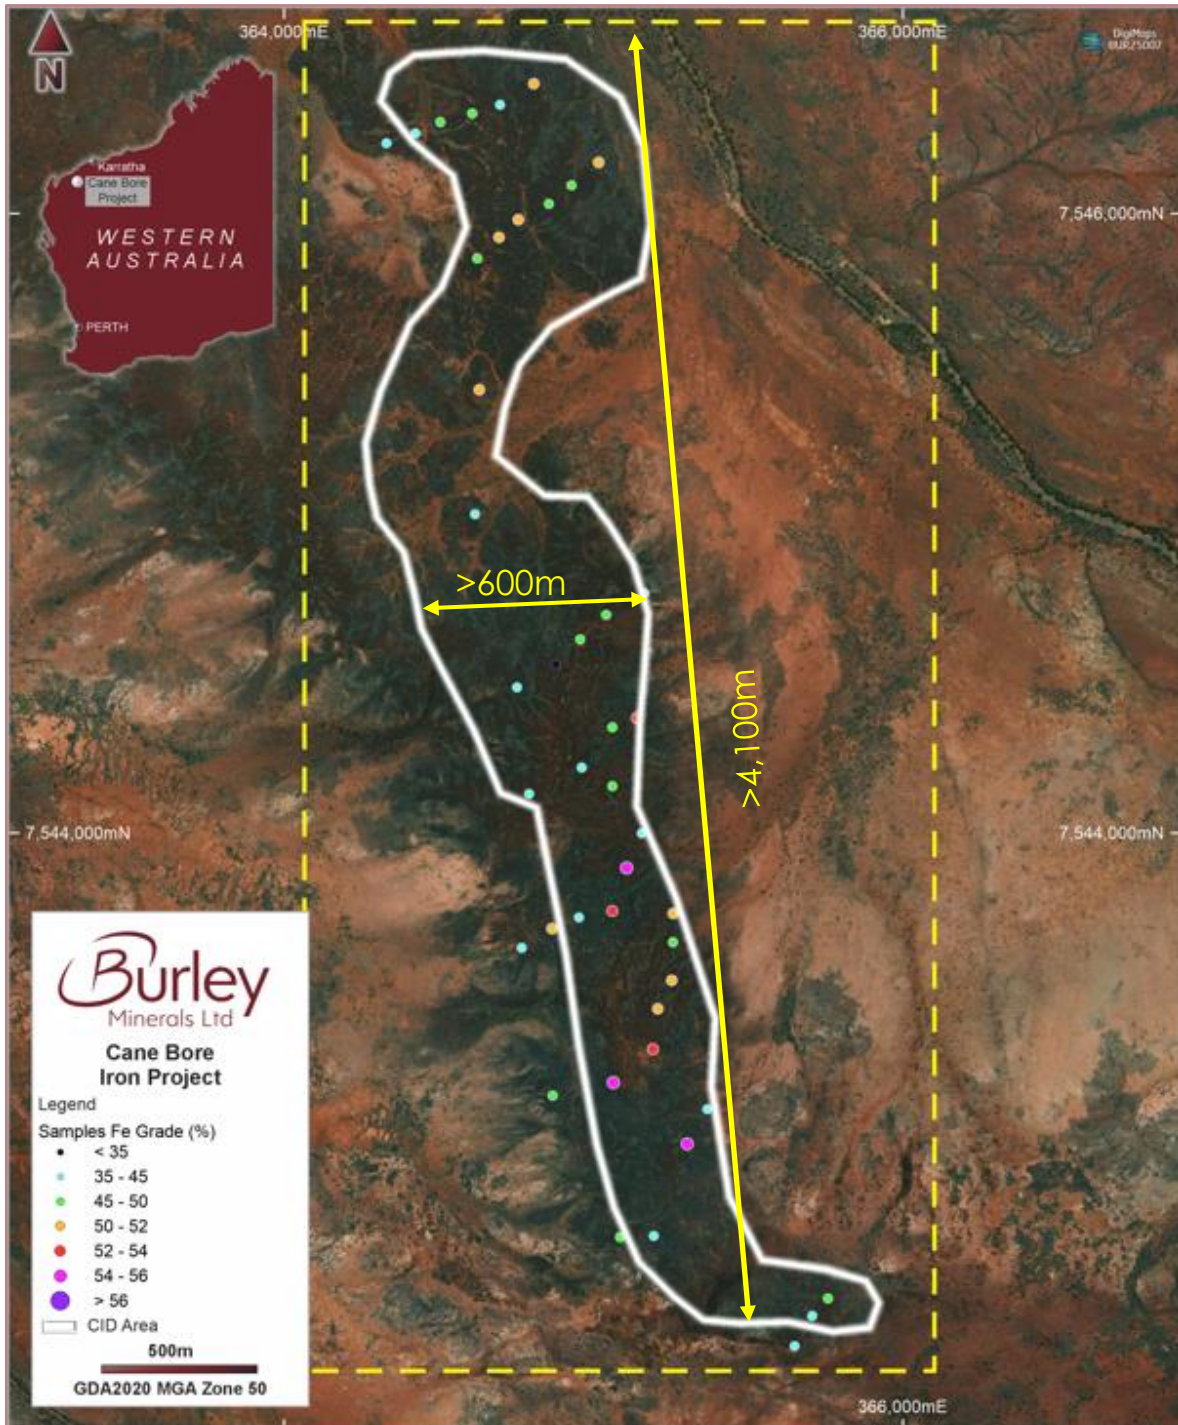 364,000mE
366,000mE
DigiMaps
BUR25007
N
Karratha
Cane Bore
Project
WESTERN
AUSTRALIA
PERTH
7,546,000mN
>600m
>4,100m
7,544,000mN
7,544,000mN
Burley
Minerals Ltd
Cane Bore
Iron Project
Legend
Samples Fe Grade (%)
< 35
35 - 45
45 - 50
50 - 52
52 - 54
54 - 56
> 56
CID Area
500m
GDA2020 MGA Zone 50
366,000mE